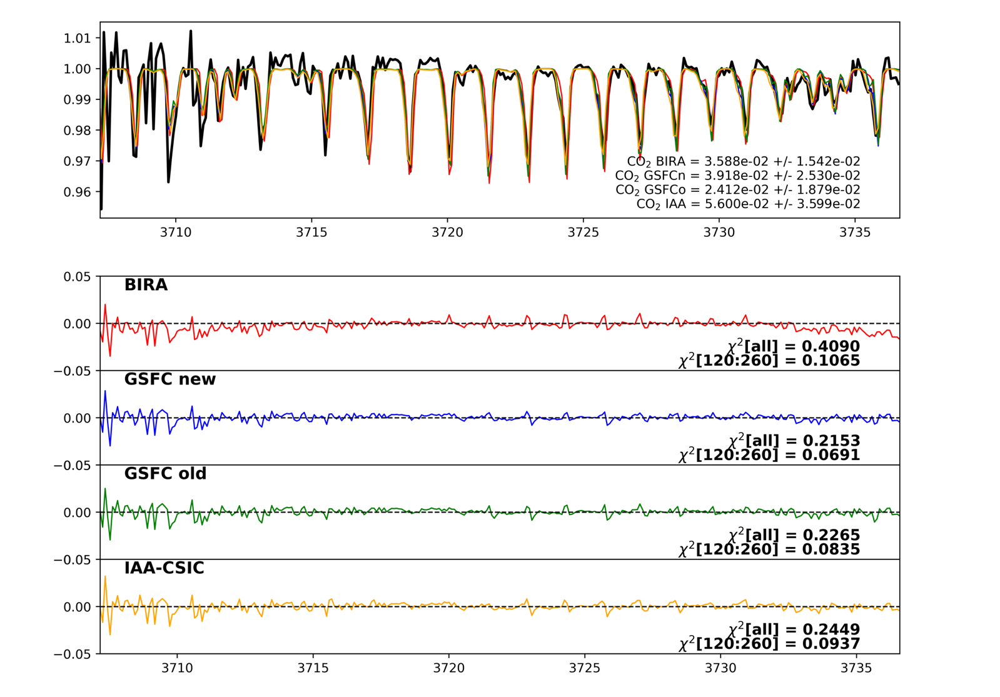 1.01
1.00
0.99
0.98
0.97
0.96
CO₂ BIRA = 3.588e-02 +/- 1.542e-02
CO₂ GSFCn = 3.918e-02 +/- 2.530e-02
CO₂ GSFCo = 2.412e-02 +/- 1.879e-02
CO₂ IAA = 5.600e-02 +/- 3.599e-02
3710 3715 3720 3725 3730 3735
0.05
BIRA
0.00
χ²[all] = 0.4090
χ²[120:260] = 0.1065
−0.05
GSFC new
0.00
χ²[all] = 0.2153
χ²[120:260] = 0.0691
−0.05
GSFC old
0.00
χ²[all] = 0.2265
χ²[120:260] = 0.0835
−0.05
IAA-CSIC
0.00
χ²[all] = 0.2449
χ²[120:260] = 0.0937
−0.05
3710 3715 3720 3725 3730 3735